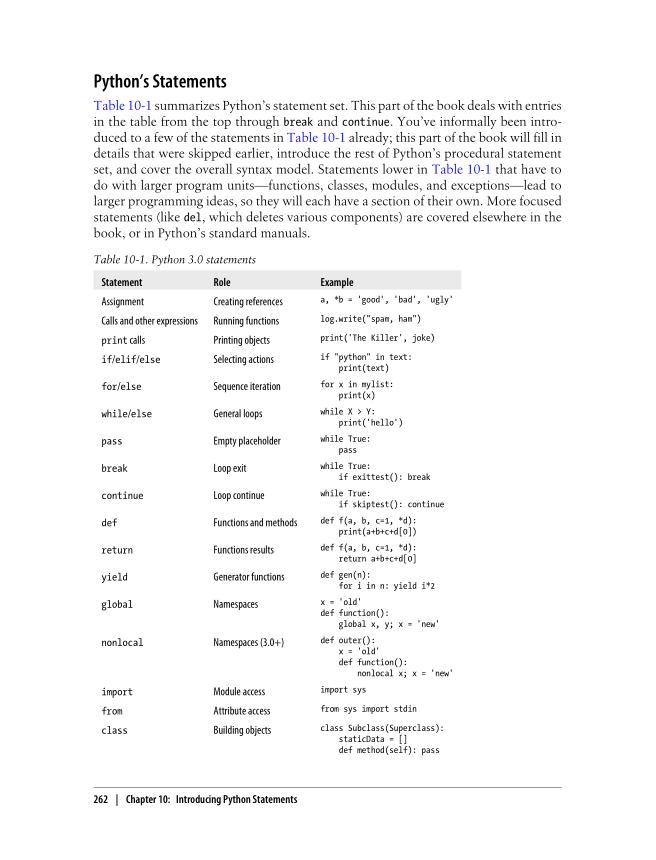 Python's Statements
Table 10-1 summarizes Python's statement set. This part of the book deals with entries
in the table from the top through break and continue. You've informally been intro-
duced to a few of the statements in Table 10-1 already; this part of the book will fill in
details that were skipped earlier, introduce the rest of Python's procedural statement
set, and cover the overall syntax model. Statements lower in Table 10-1 that have to
do with larger program units—functions, classes, modules, and exceptions—lead to
larger programming ideas, so they will each have a section of their own. More focused
statements (like del, which deletes various components) are covered elsewhere in the
book, or in Python's standard manuals.
Table 10-1. Python 3.0 statements
Statement Role Example
Assignment Creating references a, *b = 'good', 'bad', 'ugly'
Calls and other expressions Running functions log.write("spam, ham")
print calls Printing objects print('The Killer', joke)
if/elif/else Selecting actions if "python" in text:
    print(text)
for/else Sequence iteration for x in mylist:
    print(x)
while/else General loops while X > Y:
    print('hello')
pass Empty placeholder while True:
    pass
break Loop exit while True:
    if exittest(): break
continue Loop continue while True:
    if skiptest(): continue
def Functions and methods def f(a, b, c=1, *d):
    print(a+b+c+d[0])
return Functions results def f(a, b, c=1, *d):
    return a+b+c+d[0]
yield Generator functions def gen(n):
    for i in n: yield i*2
global Namespaces x = 'old'
def function():
    global x, y; x = 'new'
nonlocal Namespaces (3.0+) def outer():
    x = 'old'
    def function():
        nonlocal x; x = 'new'
import Module access import sys
from Attribute access from sys import stdin
class Building objects class Subclass(Superclass):
    staticData = []
    def method(self): pass
262 | Chapter 10: Introducing Python Statements